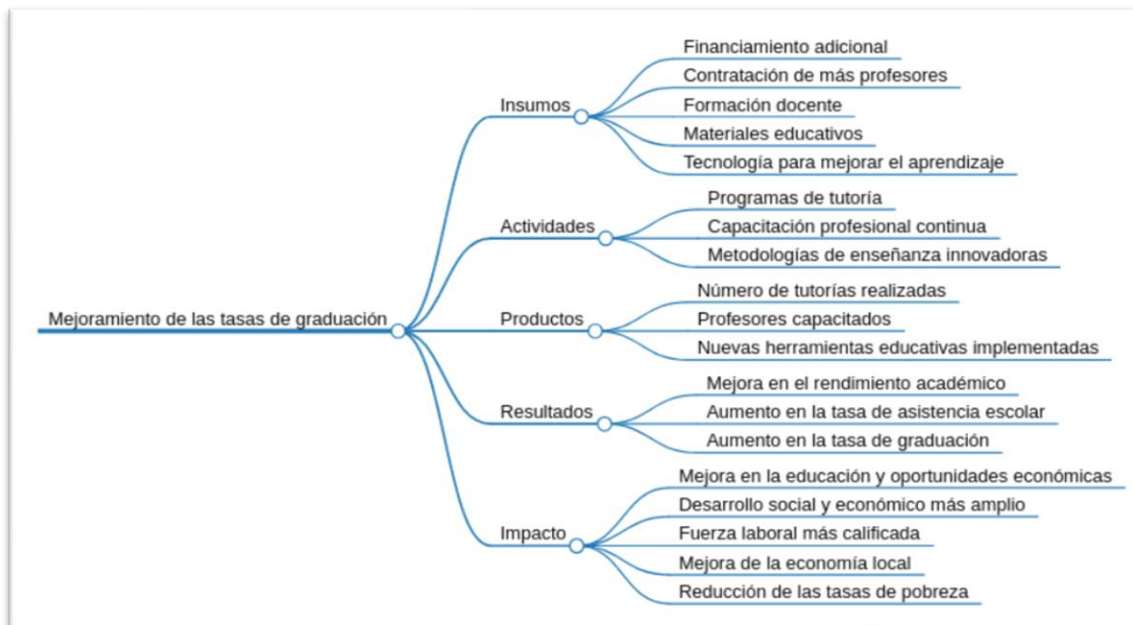 Mejoramiento de las tasas de graduación
Insumos
Financiamiento adicional
Contratación de más profesores
Formación docente
Materiales educativos
Tecnología para mejorar el aprendizaje
Actividades
Programas de tutoría
Capacitación profesional continua
Metodologías de enseñanza innovadoras
Productos
Número de tutorías realizadas
Profesores capacitados
Nuevas herramientas educativas implementadas
Resultados
Mejora en el rendimiento académico
Aumento en la tasa de asistencia escolar
Aumento en la tasa de graduación
Impacto
Mejora en la educación y oportunidades económicas
Desarrollo social y económico más amplio
Fuerza laboral más calificada
Mejora de la economía local
Reducción de las tasas de pobreza